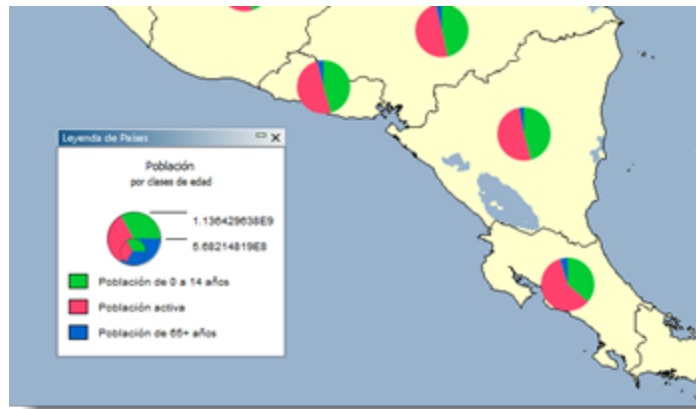 Leyenda de Países
Población
por clases de edad
1.136429638E9
5.68214819E8
Población de 0 a 14 años
Población activa
Población de 65+ años